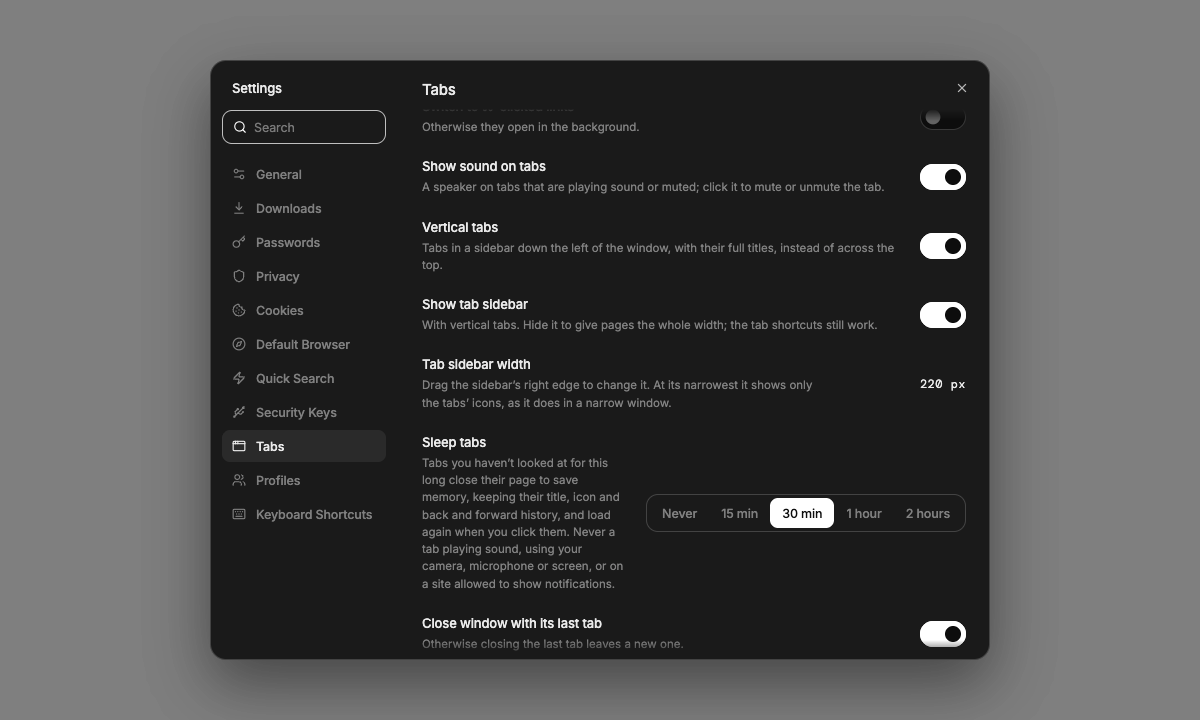 Settings
Search
General
Downloads
Passwords
Privacy
Cookies
Default Browser
Quick Search
Security Keys
Tabs
Profiles
Keyboard Shortcuts
Tabs
Otherwise they open in the background.
Show sound on tabs
A speaker on tabs that are playing sound or muted; click it to mute or unmute the tab.
Vertical tabs
Tabs in a sidebar down the left of the window, with their full titles, instead of across the
top.
Show tab sidebar
With vertical tabs. Hide it to give pages the whole width; the tab shortcuts still work.
Tab sidebar width
Drag the sidebar’s right edge to change it. At its narrowest it shows only
the tabs’ icons, as it does in a narrow window.
220 px
Sleep tabs
Tabs you haven’t looked at for this
long close their page to save
memory, keeping their title, icon and
back and forward history, and load
again when you click them. Never a
tab playing sound, using your
camera, microphone or screen, or on
a site allowed to show notifications.
Never 15 min 30 min 1 hour 2 hours
Close window with its last tab
Otherwise closing the last tab leaves a new one.